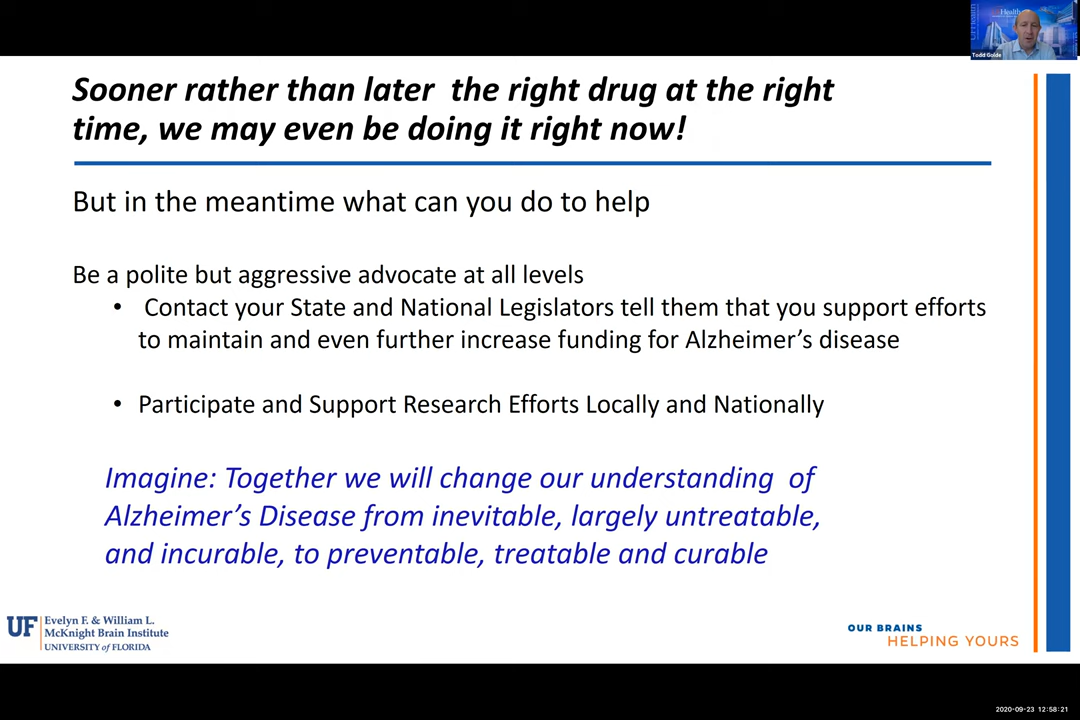 Health
Todd Golde
Sooner rather than later the right drug at the right
time, we may even be doing it right now!
But in the meantime what can you do to help
Be a polite but aggressive advocate at all levels
• Contact your State and National Legislators tell them that you support efforts
to maintain and even further increase funding for Alzheimer’s disease
• Participate and Support Research Efforts Locally and Nationally
Imagine: Together we will change our understanding of
Alzheimer’s Disease from inevitable, largely untreatable,
and incurable, to preventable, treatable and curable
UF
Evelyn F. & William L.
McKnight Brain Institute
UNIVERSITY of FLORIDA
OUR BRAINS
HELPING YOURS
2020-09-23 12:58:21